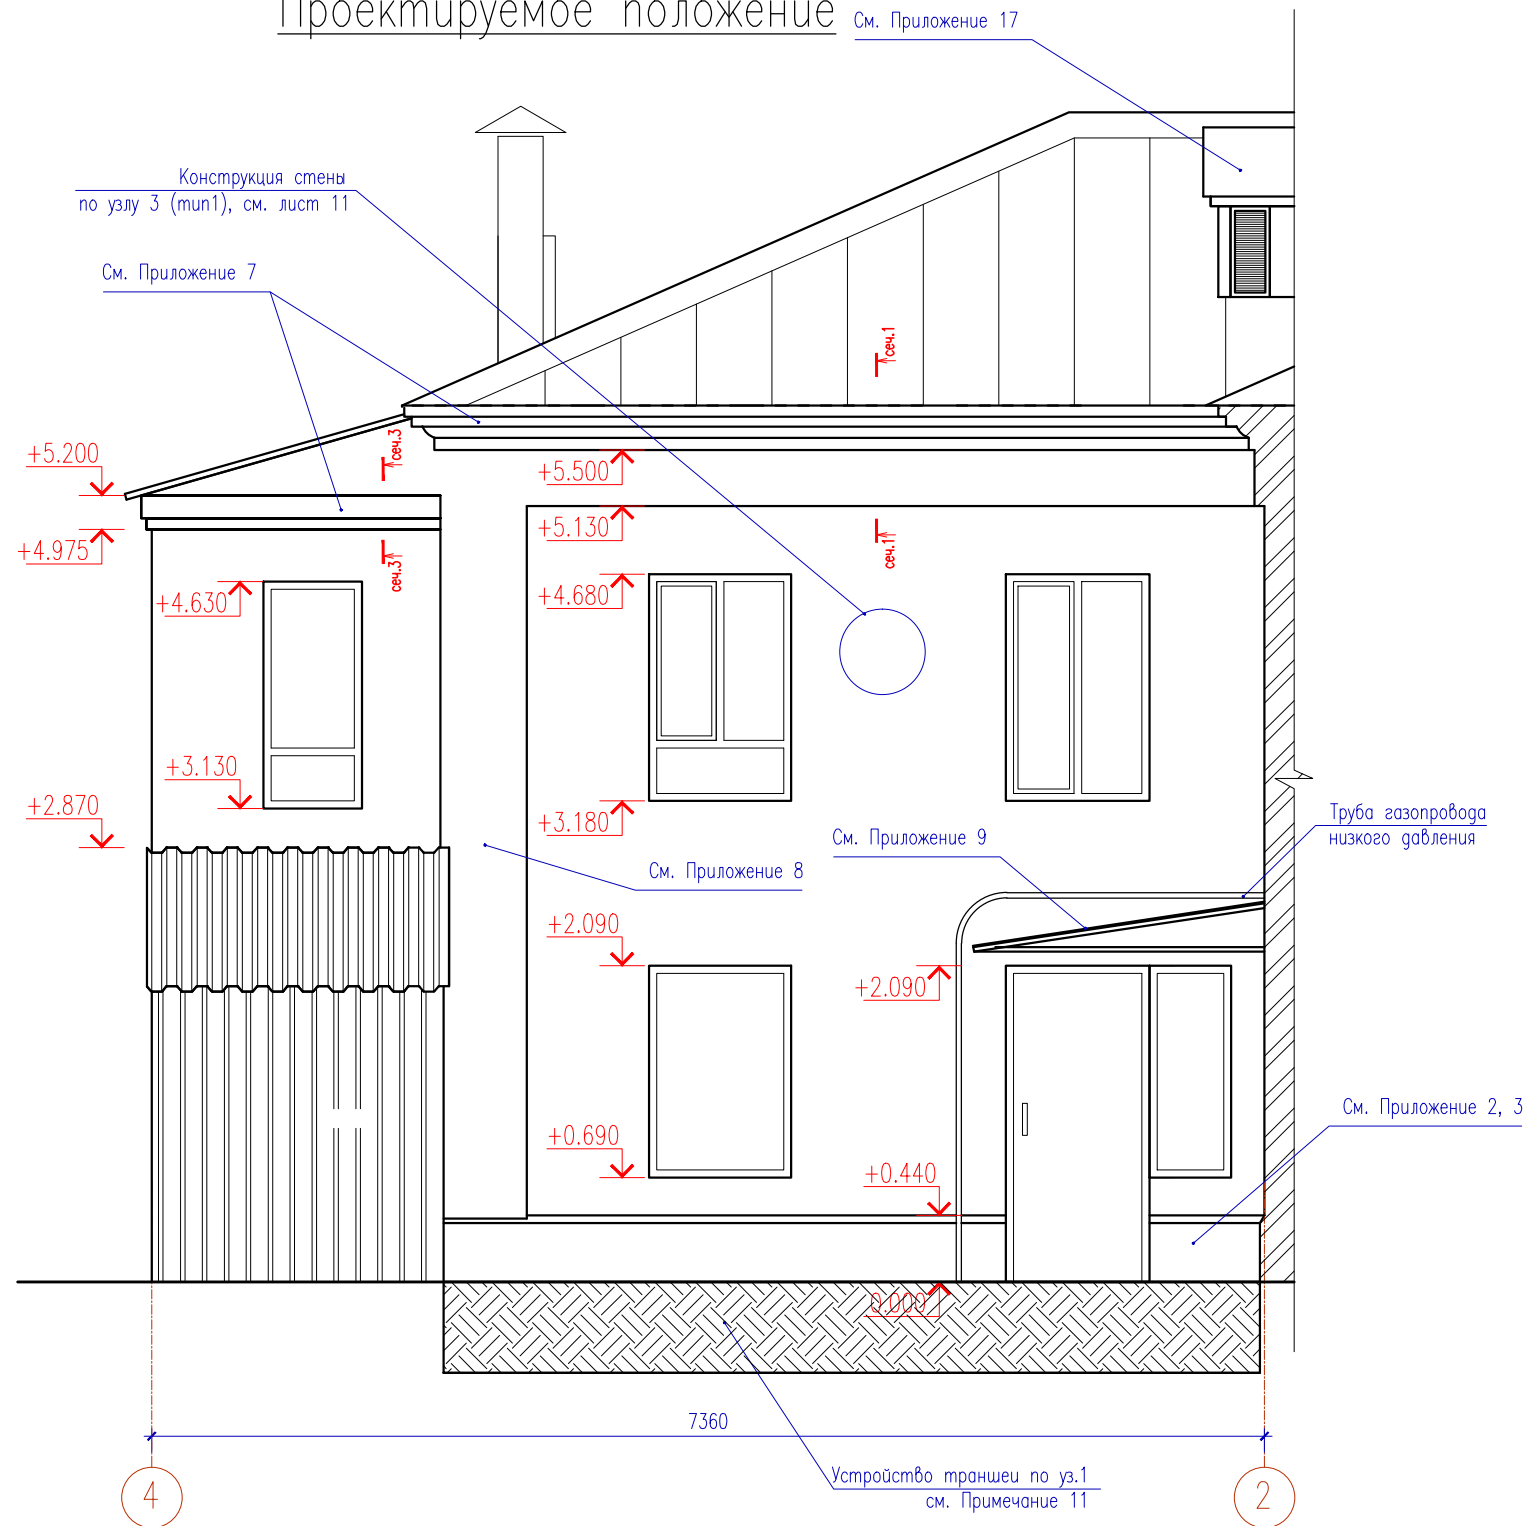 Проектируемое положение
См. Приложение 17
Конструкция стены
по узлу 3 (тип1), см. лист 11
См. Приложение 7
сеч.1
сеч.3
+5.200
+5.500
+4.975
+5.130
сеч.1
сеч.3
+4.630
+4.680
+3.130
+2.870
+3.180
Труба газопровода
низкого давления
См. Приложение 9
См. Приложение 8
+2.090
+2.090
См. Приложение 2, 3
+0.690
+0.440
0.000
7360
Устройство траншеи по уз.1
см. Примечание 11
4
2